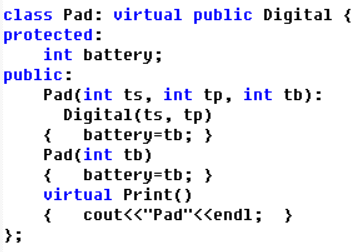 class Pad: virtual public Digital {
protected:
    int battery;
public:
    Pad(int ts, int tp, int tb):
      Digital(ts, tp)
    {   battery=tb; }
    Pad(int tb)
    {   battery=tb; }
    virtual Print()
    {   cout<<"Pad"<<endl;  }
};